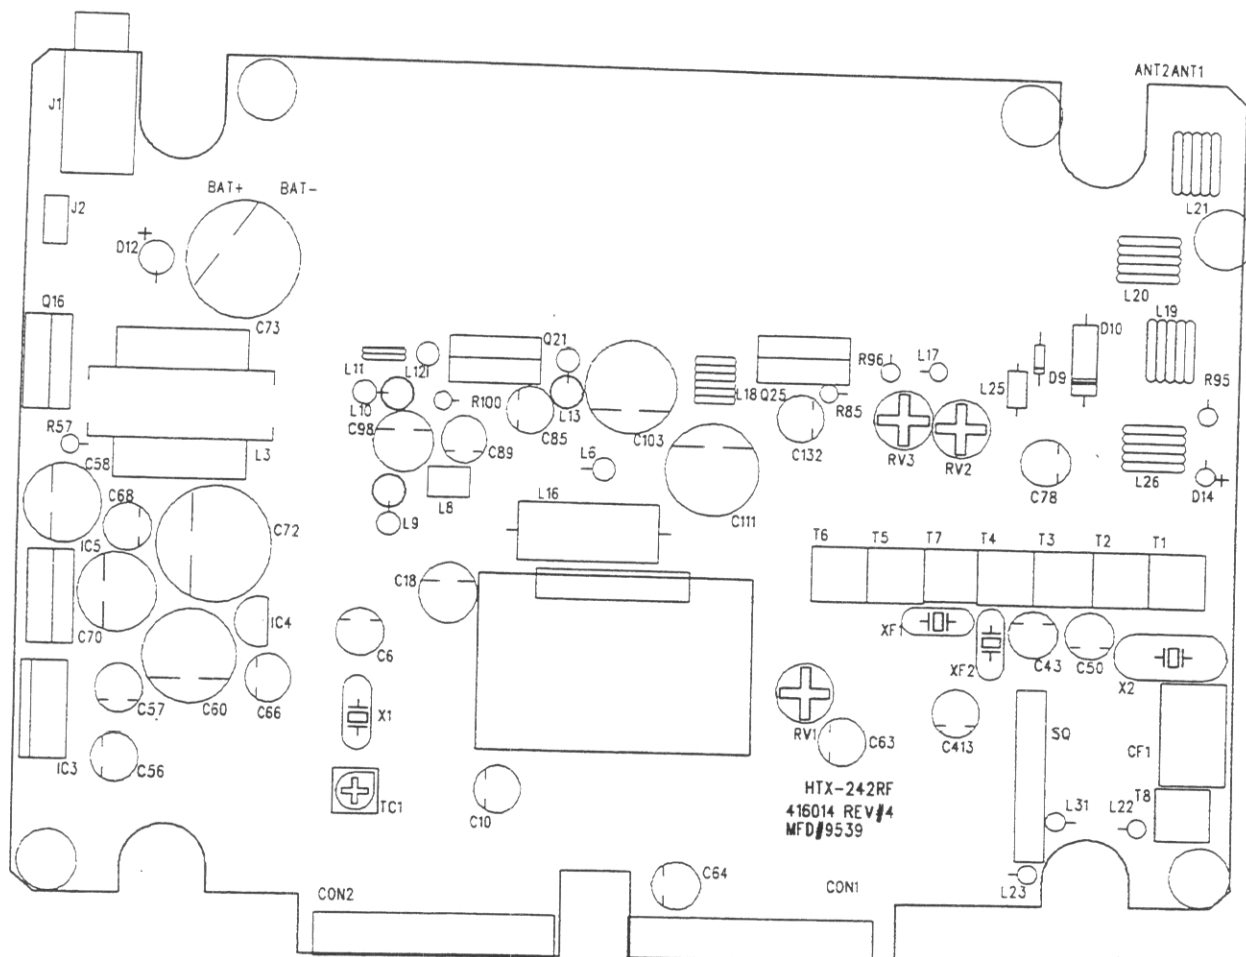 ANT2ANT1
J1
BAT+ BAT-
J2
L21
D12
+
L20
Q16
C73
L19
Q21
D10
L11
L12
R96
L17
D9
L25
R95
L10
R100
L13
L18
Q25
R85
C98
C85
C103
R57
L3
C89
L6
C132
RV3
RV2
C58
C78
L26
D14
+
C68
L8
L16
C111
L9
IC5
C72
T6 T5 T7 T4 T3 T2 T1
C18
C70
IC4
C6
XF1
XF2
C43
C50
X2
C57
C60
C66
X1
RV1
C63
C413
SQ
CF1
IC3
C56
TC1
C10
HTX-242RF
416014 REV#4
MFD#9539
T8
L31
L22
C64
L23
CON2
CON1